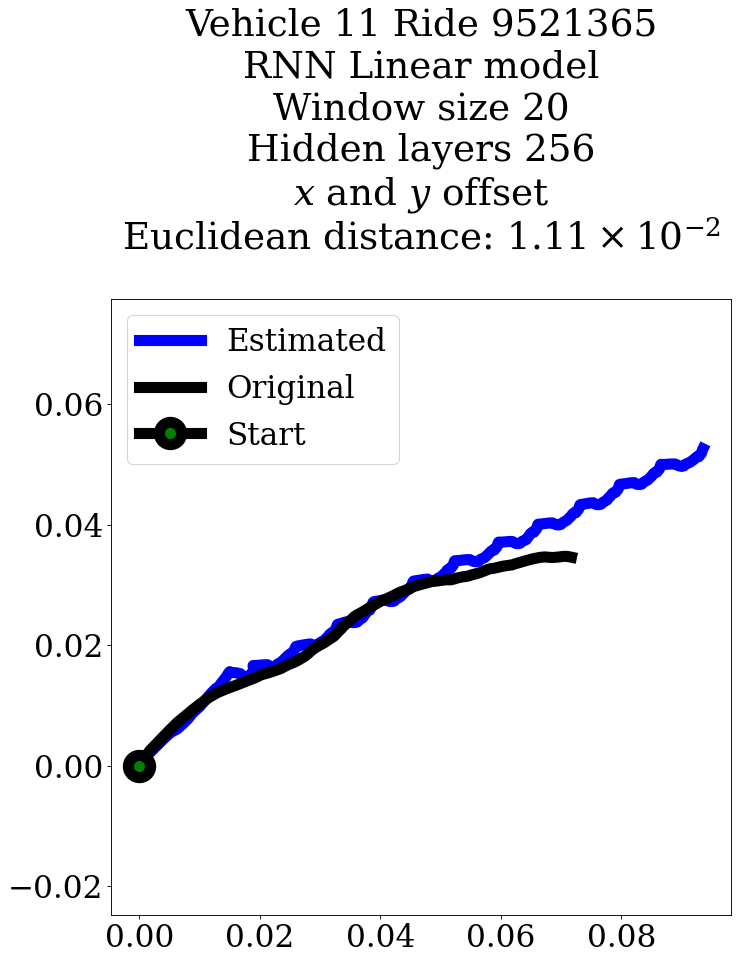 Vehicle 11 Ride 9521365
RNN Linear model
Window size 20
Hidden layers 256
x and y offset
Euclidean distance: 1.11 × 10⁻²
Estimated
Original
Start
0.06
0.04
0.02
0.00
−0.02
0.00 0.02 0.04 0.06 0.08